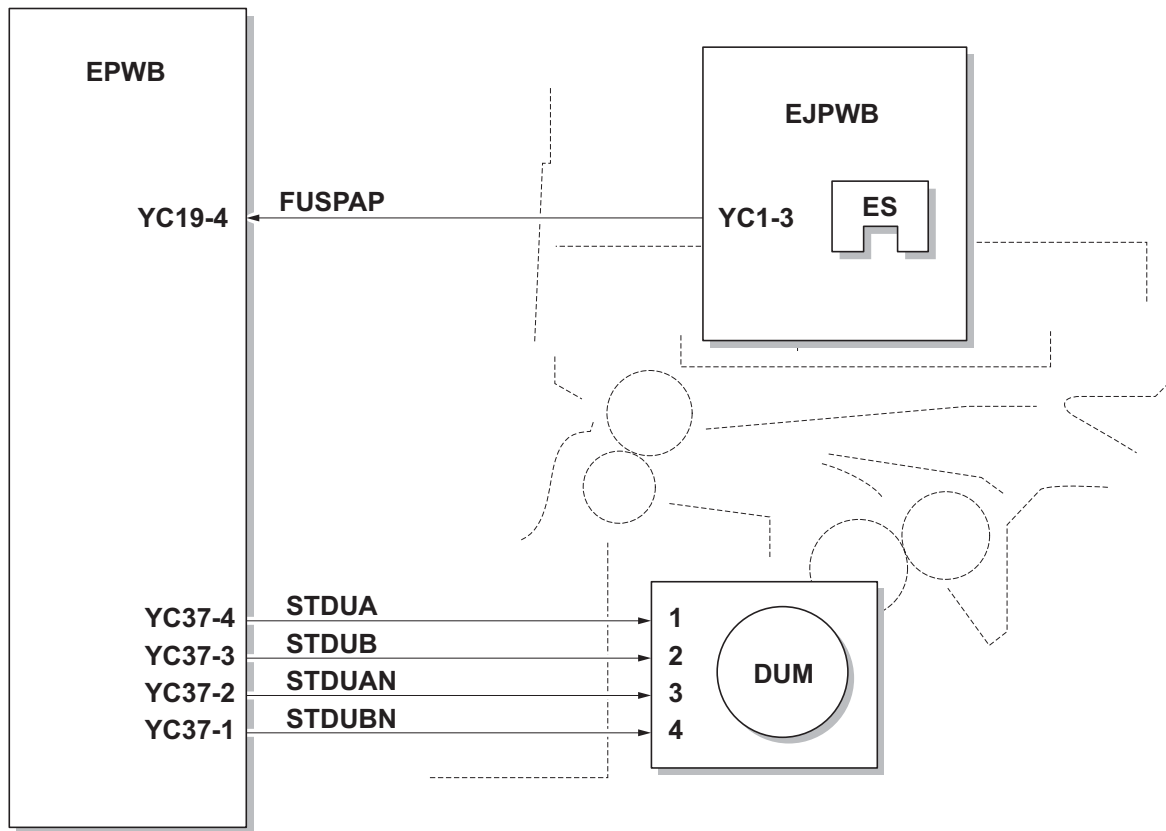 EPWB
EJPWB
FUSPAP
YC19-4
YC1-3
ES
STDUA
YC37-4
1
STDUB
YC37-3
2
STDUAN
YC37-2
3
DUM
STDUBN
YC37-1
4